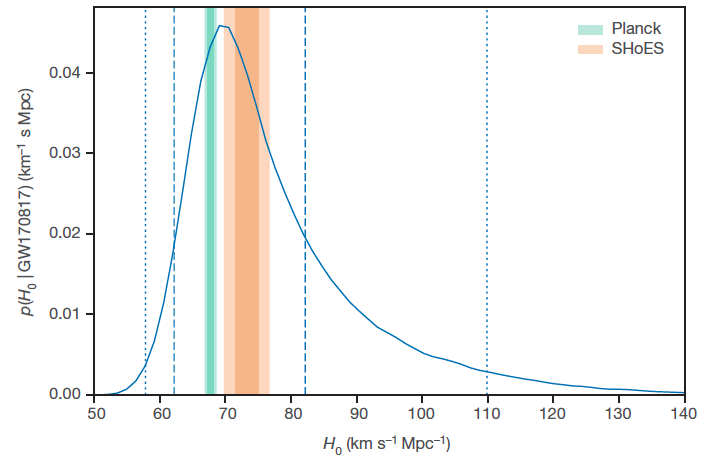 Planck
SHoES
0.04
0.03
0.02
0.01
0.00
p(H₀ | GW170817) (km⁻¹ s Mpc)
50 60 70 80 90 100 110 120 130 140
H₀ (km s⁻¹ Mpc⁻¹)